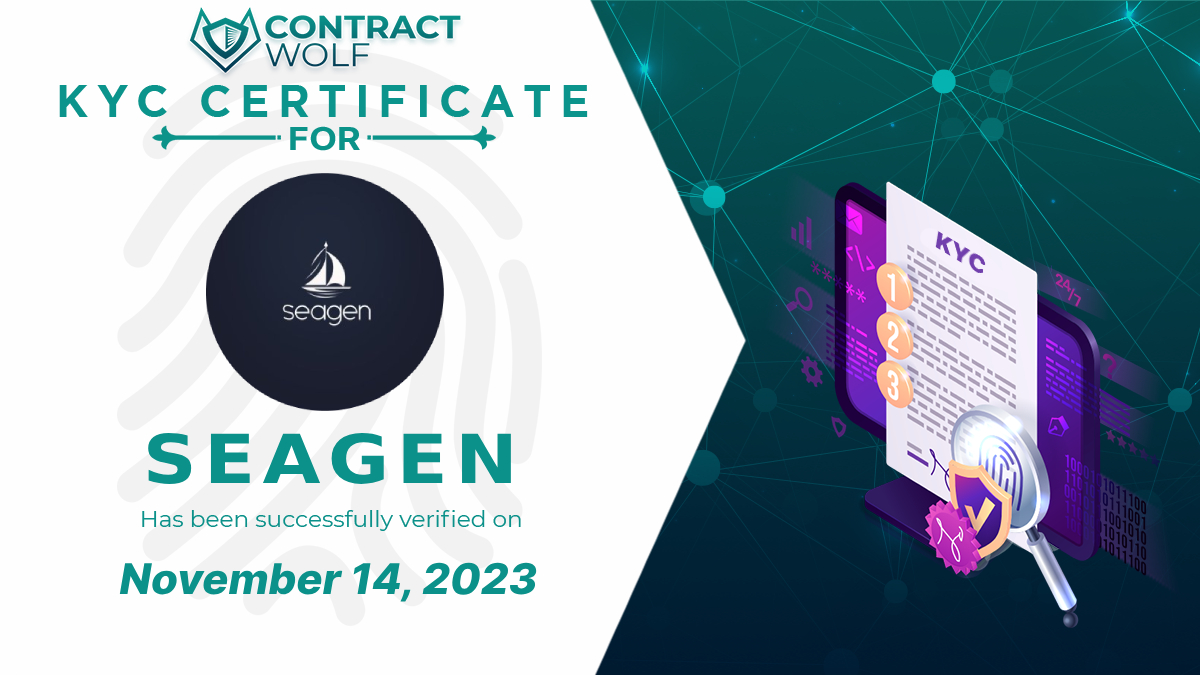 CONTRACT
WOLF
KYC CERTIFICATE
FOR
seagen
SEAGEN
Has been successfully verified on
November 14, 2023
KYC
1
2
3
</>
*****
24/7
?